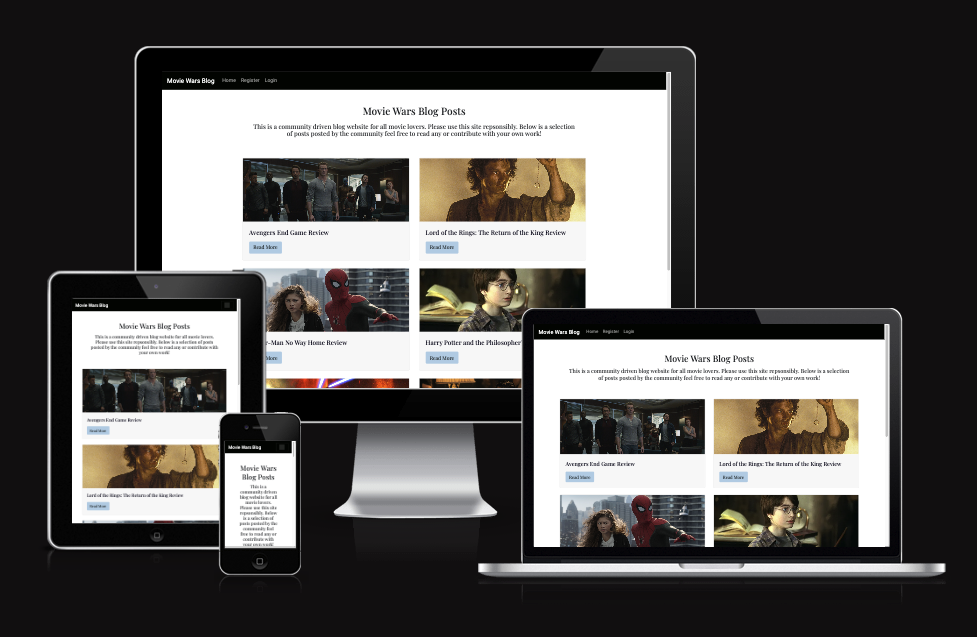 Movie Wars Blog Home Register Login
Movie Wars Blog Posts
This is a community driven blog website for all movie lovers. Please use this site repsonsibly. Below is a selection
of posts posted by the community feel free to read any or contribute with your own work!
Avengers End Game Review
Read More
Lord of the Rings: The Return of the King Review
Read More
-Man No Way Home Review
More
Harry Potter and the Philosopher'
Read More
Movie Wars Blog
Movie Wars Blog Posts
This is a community driven blog website for all movie lovers.
Please use this site repsonsibly. Below is a selection of posts
posted by the community feel free to read any or contribute with
your own work!
Avengers End Game Review
Read More
Lord of the Rings: The Return of the King Review
Read More
Movie Wars Blog
Movie Wars
Blog Posts
This is a
community driven
blog website for all
movie lovers.
Please use this site
repsonsibly. Below
is a selection of
posts posted by the
community feel
free to read any or
contribute with
your own work!
Movie Wars Blog Home Register Login
Movie Wars Blog Posts
This is a community driven blog website for all movie lovers. Please use this site repsonsibly. Below is a selection
of posts posted by the community feel free to read any or contribute with your own work!
Avengers End Game Review
Read More
Lord of the Rings: The Return of the King Review
Read More